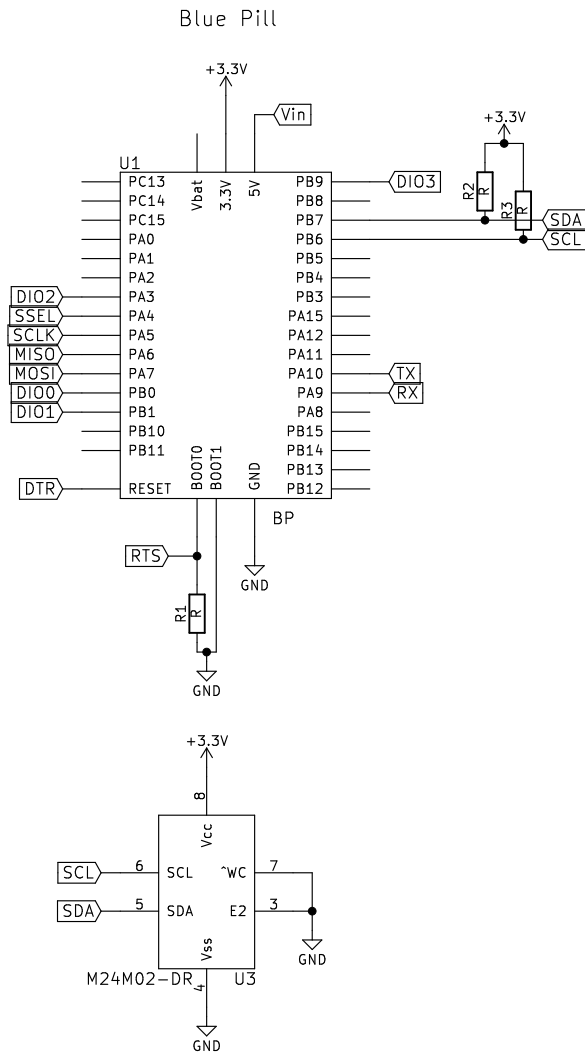 Blue Pill
+3.3V
Vin
+3.3V
U1
PC13
PC14
PC15
PA0
PA1
PA2
PA3
PA4
PA5
PA6
PA7
PB0
PB1
PB10
PB11
RESET
Vbat
3.3V
5V
PB9
PB8
PB7
PB6
PB5
PB4
PB3
PA15
PA12
PA11
PA10
PA9
PA8
PB15
PB14
PB13
PB12
BOOT0
BOOT1
GND
BP
DIO2
SSEL
SCLK
MISO
MOSI
DIO0
DIO1
DTR
DIO3
R2
R
R3
R
SDA
SCL
TX
RX
RTS
R1
R
GND
GND
+3.3V
8
Vcc
SCL
6
SCL
SDA
5
SDA
^WC
7
E2
3
GND
Vss
4
M24M02-DR
U3
GND